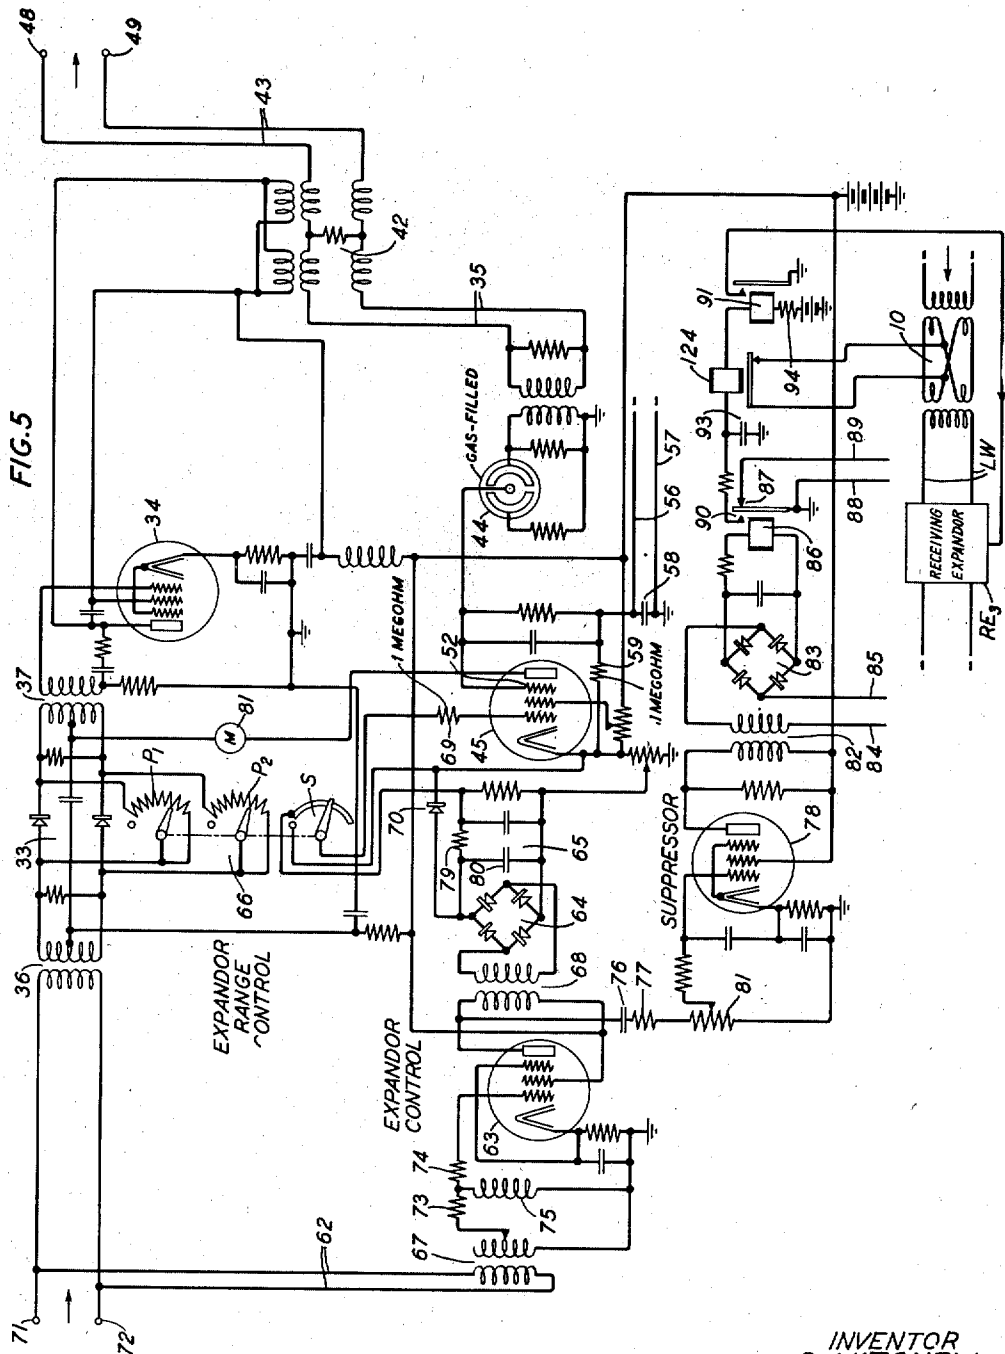 FIG. 5
48
49
43
42
35
34
37
33
36
P1
P2
S
66
M
81
EXPANDOR
RANGE
CONTROL
71
72
62
GAS-FILLED
44
.1 MEGOHM
52
69
45
59
.1 MEGOHM
56
57
58
70
79
80
65
64
68
EXPANDOR
CONTROL
63
74
73
75
67
76
77
81
SUPPRESSOR
78
82
83
84
85
86
87
88
89
90
93
124
91
94
10
LW
RECEIVING
EXPANDOR
RE3
INVENTOR